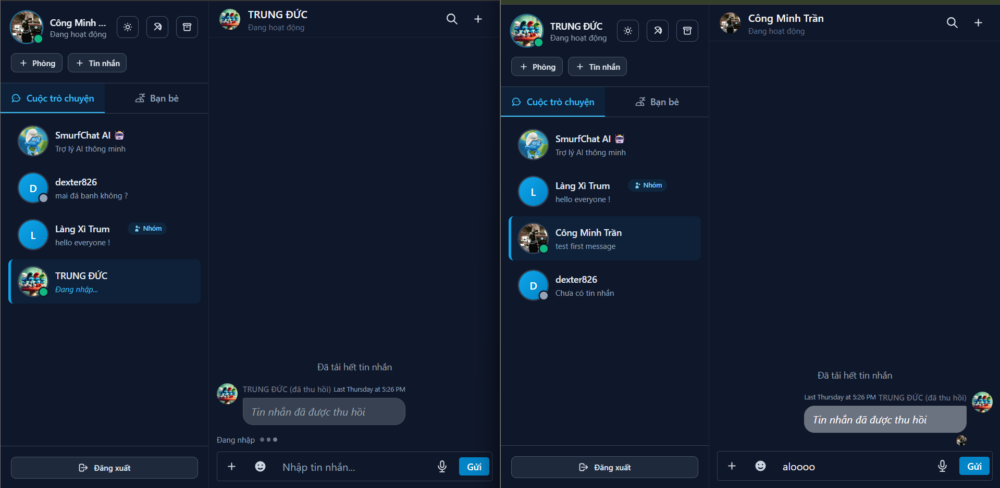 Công Minh ...
Đang hoạt động
+ Phòng
+ Tin nhắn
Cuộc trò chuyện
Bạn bè
SmurfChat AI 🤖
Trợ lý AI thông minh
D
dexter826
mai đá banh không ?
L
Làng Xì Trum
Nhóm
hello everyone !
TRUNG ĐỨC
Đang nhập...
Đăng xuất
TRUNG ĐỨC
Đang hoạt động
Đã tải hết tin nhắn
TRUNG ĐỨC (đã thu hồi) Last Thursday at 5:26 PM
Tin nhắn đã được thu hồi
Đang nhập
Nhập tin nhắn...
Gửi
TRUNG ĐỨC
Đang hoạt động
+ Phòng
+ Tin nhắn
Cuộc trò chuyện
Bạn bè
SmurfChat AI 🤖
Trợ lý AI thông minh
L
Làng Xì Trum
Nhóm
hello everyone !
Công Minh Trần
test first message
D
dexter826
Chưa có tin nhắn
Đăng xuất
Công Minh Trần
Đang hoạt động
Đã tải hết tin nhắn
Last Thursday at 5:26 PM TRUNG ĐỨC (đã thu hồi)
Tin nhắn đã được thu hồi
aloooo
Gửi